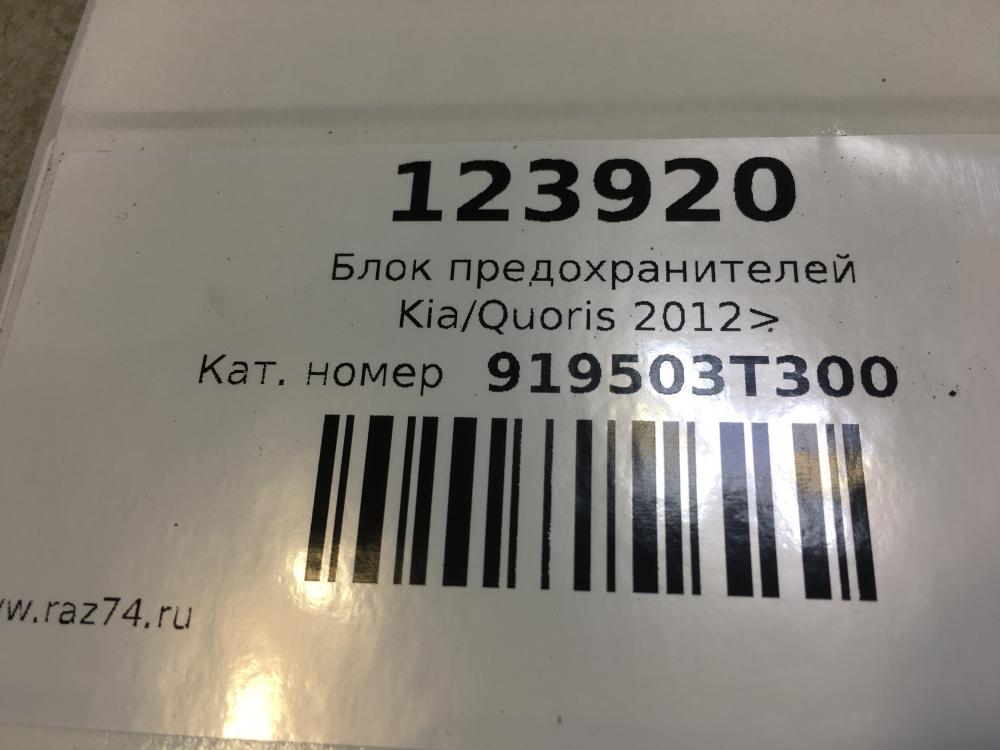 123920
Блок предохранителей
Kia/Quoris 2012>
Кат. номер 919503T300
w.raz74.ru